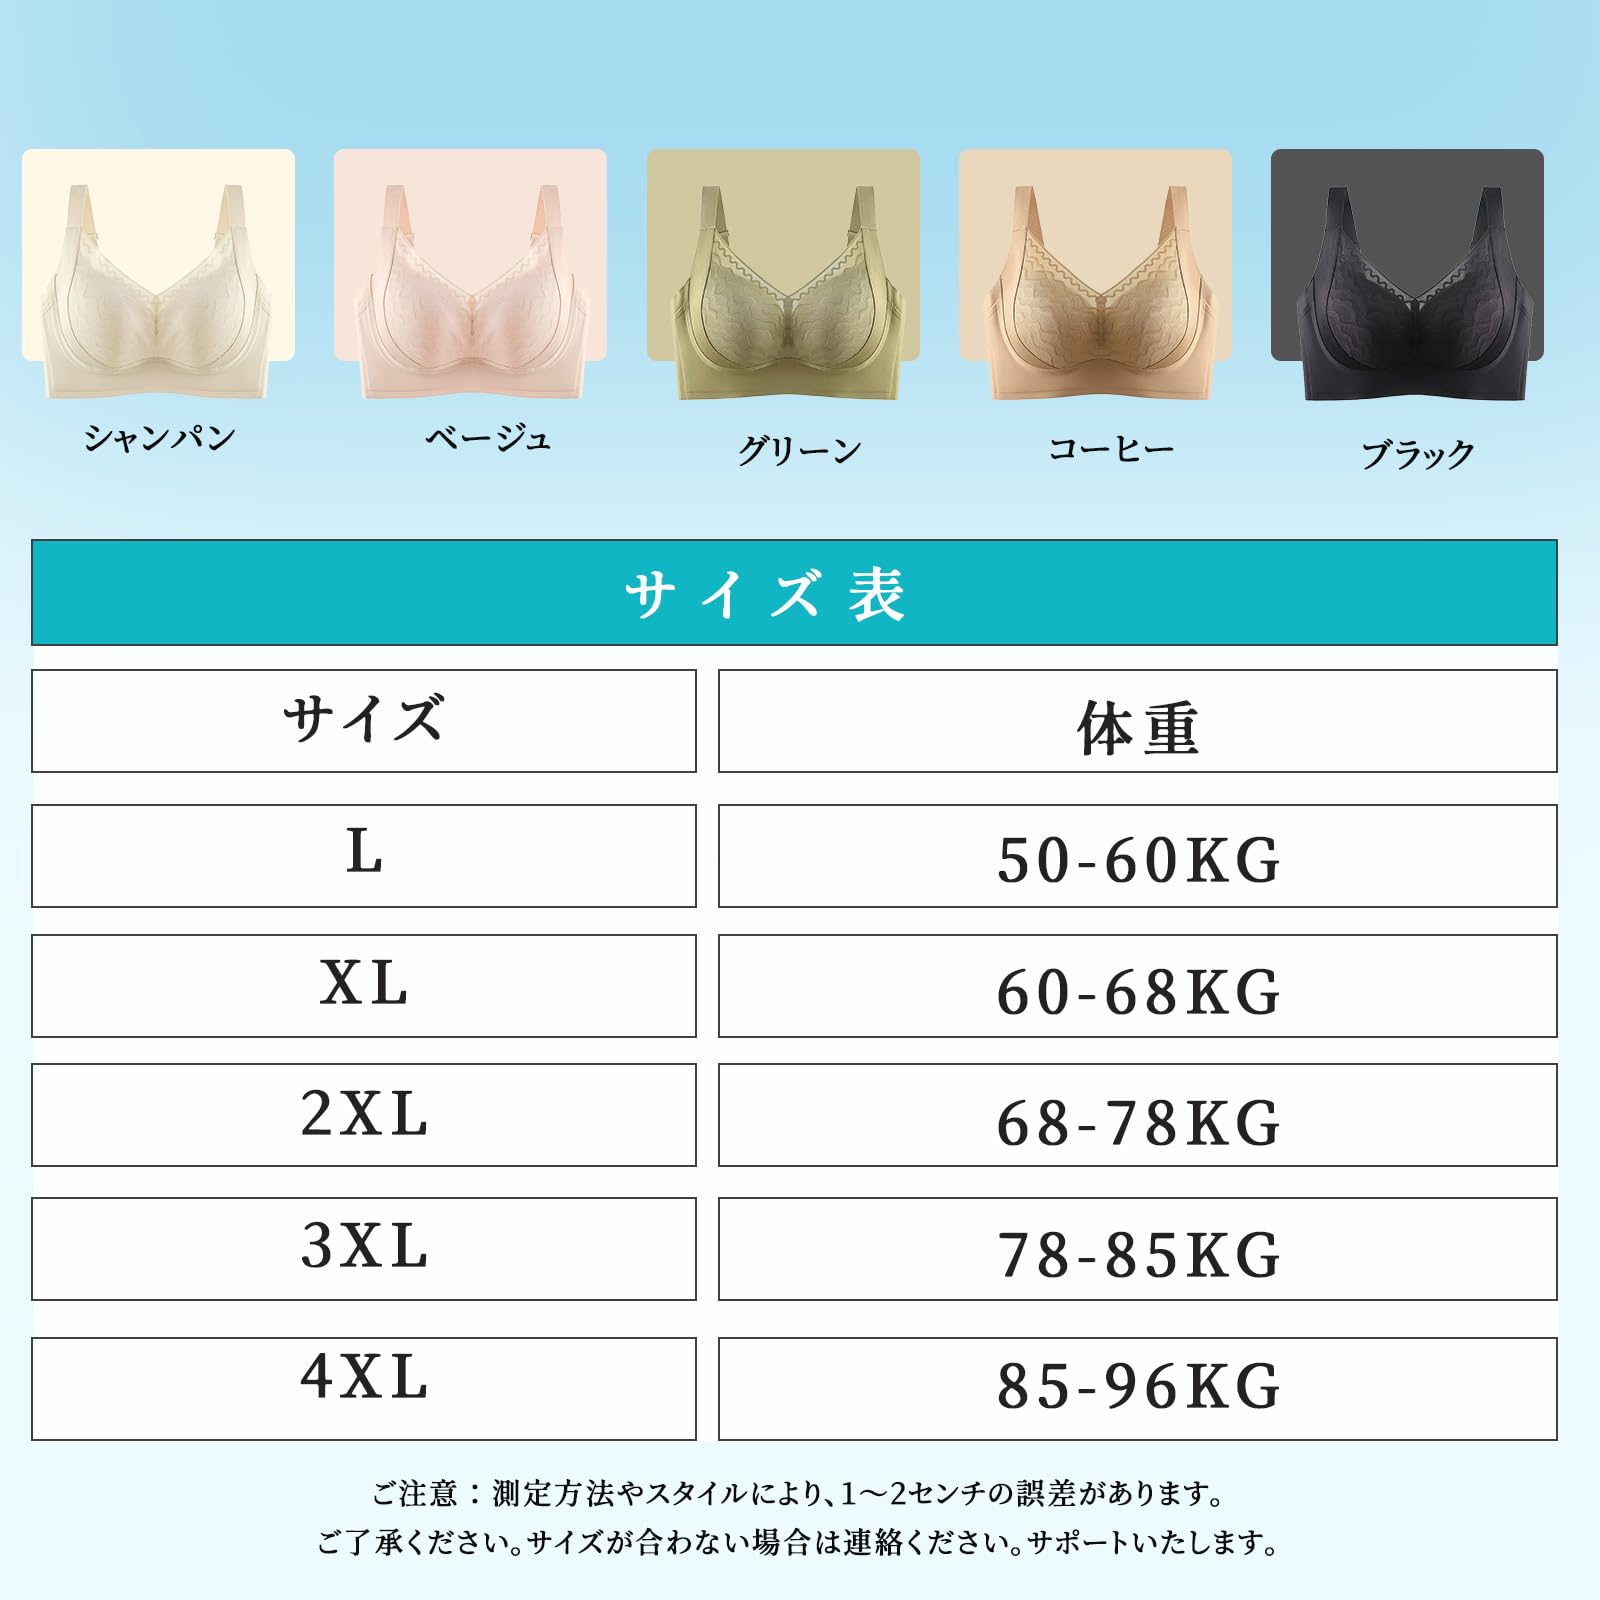 シャンパン
ベージュ
グリーン
コーヒー
ブラック
サイズ表
サイズ 体重
L 50-60KG
XL 60-68KG
2XL 68-78KG
3XL 78-85KG
4XL 85-96KG
ご注意：測定方法やスタイルにより、1〜2センチの誤差があります。
ご了承ください。サイズが合わない場合は連絡ください。サポートいたします。